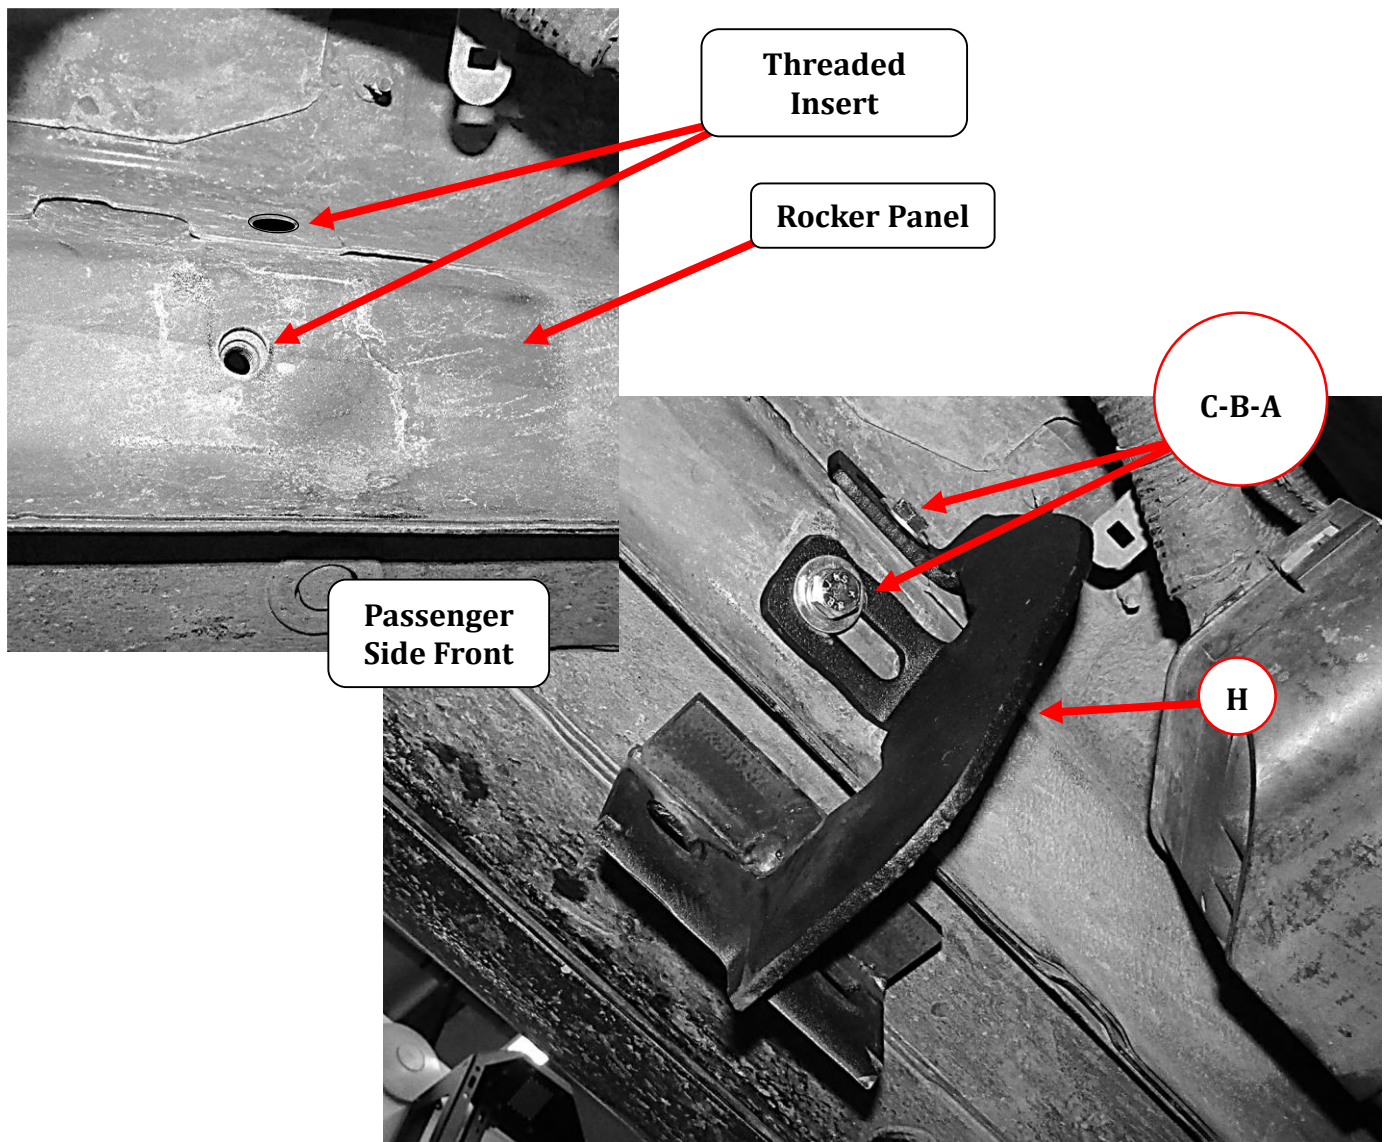 Threaded
Insert
Rocker Panel
C-B-A
Passenger
Side Front
H